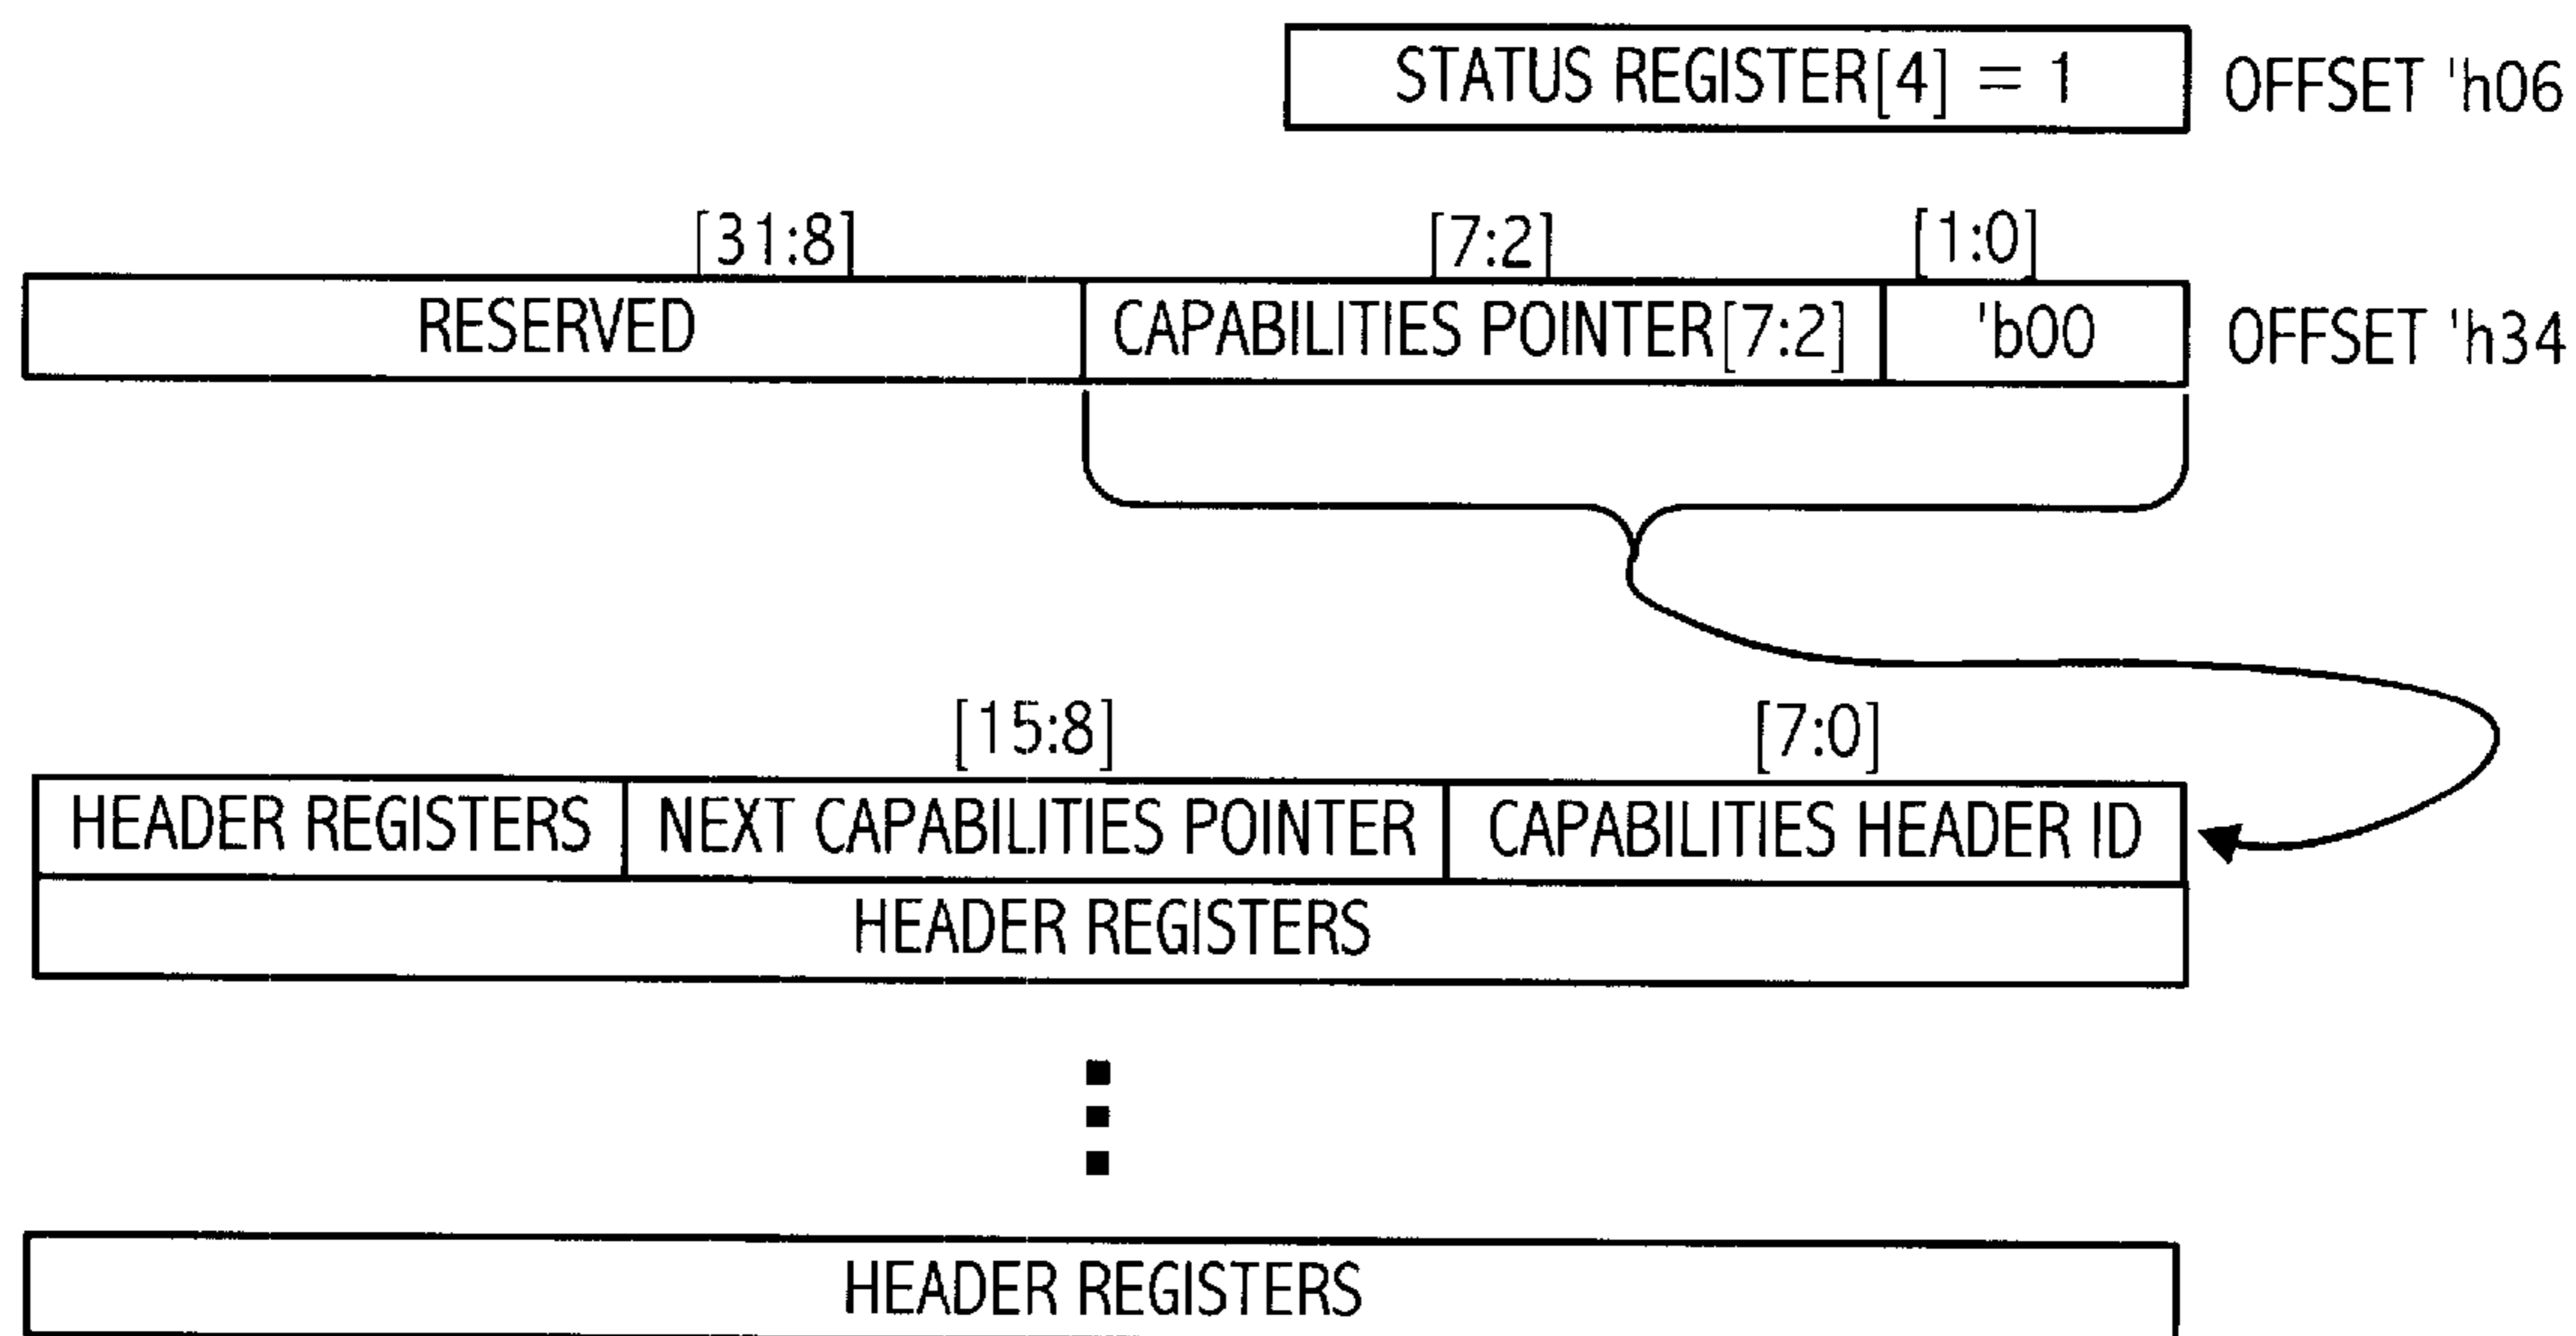 STATUS REGISTER[4] = 1 OFFSET 'h06
[31:8] [7:2] [1:0]
RESERVED CAPABILITIES POINTER[7:2] 'b00 OFFSET 'h34
[15:8] [7:0]
HEADER REGISTERS NEXT CAPABILITIES POINTER CAPABILITIES HEADER ID
HEADER REGISTERS
HEADER REGISTERS